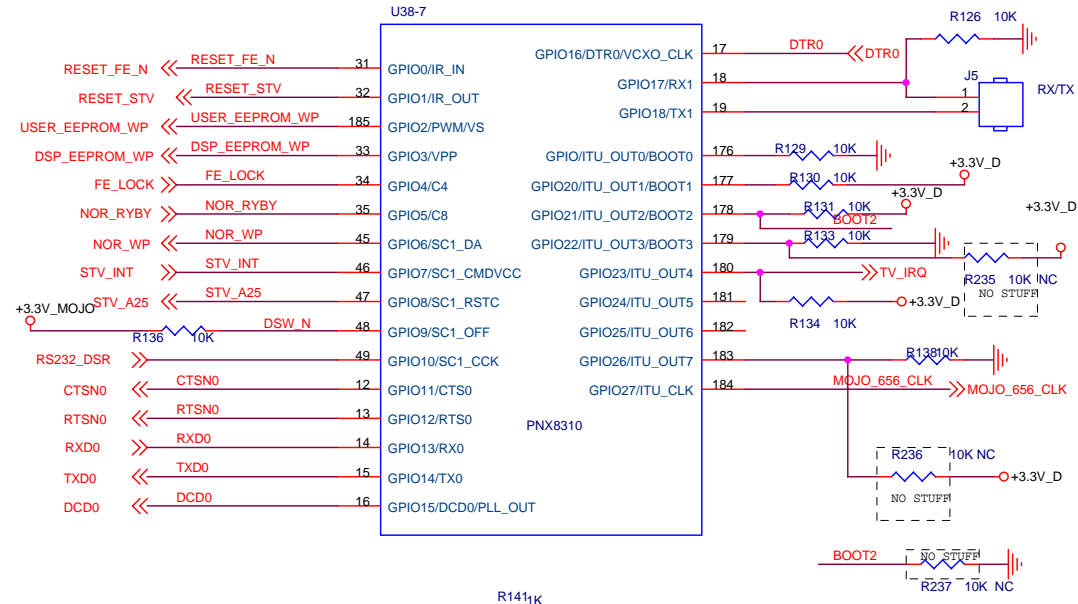 U38-7
R126 10K
GPIO16/DTR0/VCXO_CLK 17 DTR0 DTR0
RESET_FE_N RESET_FE_N 31 GPIO0/IR_IN
GPIO17/RX1 18
J5
RX/TX
1
2
RESET_STV RESET_STV 32 GPIO1/IR_OUT
GPIO18/TX1 19
USER_EEPROM_WP USER_EEPROM_WP 185 GPIO2/PWM/VS
DSP_EEPROM_WP DSP_EEPROM_WP 33 GPIO3/VPP
GPIO/ITU_OUT0/BOOT0 176 R129 10K
+3.3V_D
FE_LOCK FE_LOCK 34 GPIO4/C4
GPIO20/ITU_OUT1/BOOT1 177 R130 10K
+3.3V_D
NOR_RYBY NOR_RYBY 35 GPIO5/C8
GPIO21/ITU_OUT2/BOOT2 178 R131 10K
+3.3V_D
BOOT2
NOR_WP NOR_WP 45 GPIO6/SC1_DA
GPIO22/ITU_OUT3/BOOT3 179 R133 10K
STV_INT STV_INT 46 GPIO7/SC1_CMDVCC
GPIO23/ITU_OUT4 180 TV_IRQ
R235 10K NC
NO STUFF
STV_A25 STV_A25 47 GPIO8/SC1_RSTC
GPIO24/ITU_OUT5 181
+3.3V_D
R134 10K
+3.3V_MOJO
R136 10K
DSW_N 48 GPIO9/SC1_OFF
GPIO25/ITU_OUT6 182
RS232_DSR 49 GPIO10/SC1_CCK
GPIO26/ITU_OUT7 183 R138 10K
CTSN0 CTSN0 12 GPIO11/CTS0
GPIO27/ITU_CLK 184 MOJO_656_CLK MOJO_656_CLK
RTSN0 RTSN0 13 GPIO12/RTS0
PNX8310
RXD0 RXD0 14 GPIO13/RX0
R236 10K NC
TXD0 TXD0 15 GPIO14/TX0
+3.3V_D
NO STUFF
DCD0 DCD0 16 GPIO15/DCD0/PLL_OUT
BOOT2 NO STUFF
R237 10K NC
R141 1K